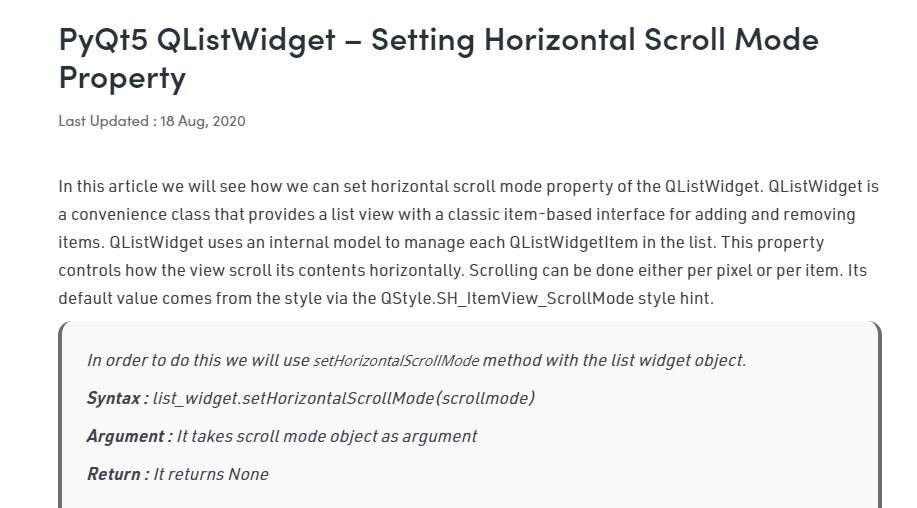 PyQt5 QListWidget – Setting Horizontal Scroll Mode
Property
Last Updated : 18 Aug, 2020
In this article we will see how we can set horizontal scroll mode property of the QListWidget. QListWidget is
a convenience class that provides a list view with a classic item-based interface for adding and removing
items. QListWidget uses an internal model to manage each QListWidgetItem in the list. This property
controls how the view scroll its contents horizontally. Scrolling can be done either per pixel or per item. Its
default value comes from the style via the QStyle.SH_ItemView_ScrollMode style hint.
In order to do this we will use setHorizontalScrollMode method with the list widget object.
Syntax : list_widget.setHorizontalScrollMode(scrollmode)
Argument : It takes scroll mode object as argument
Return : It returns None